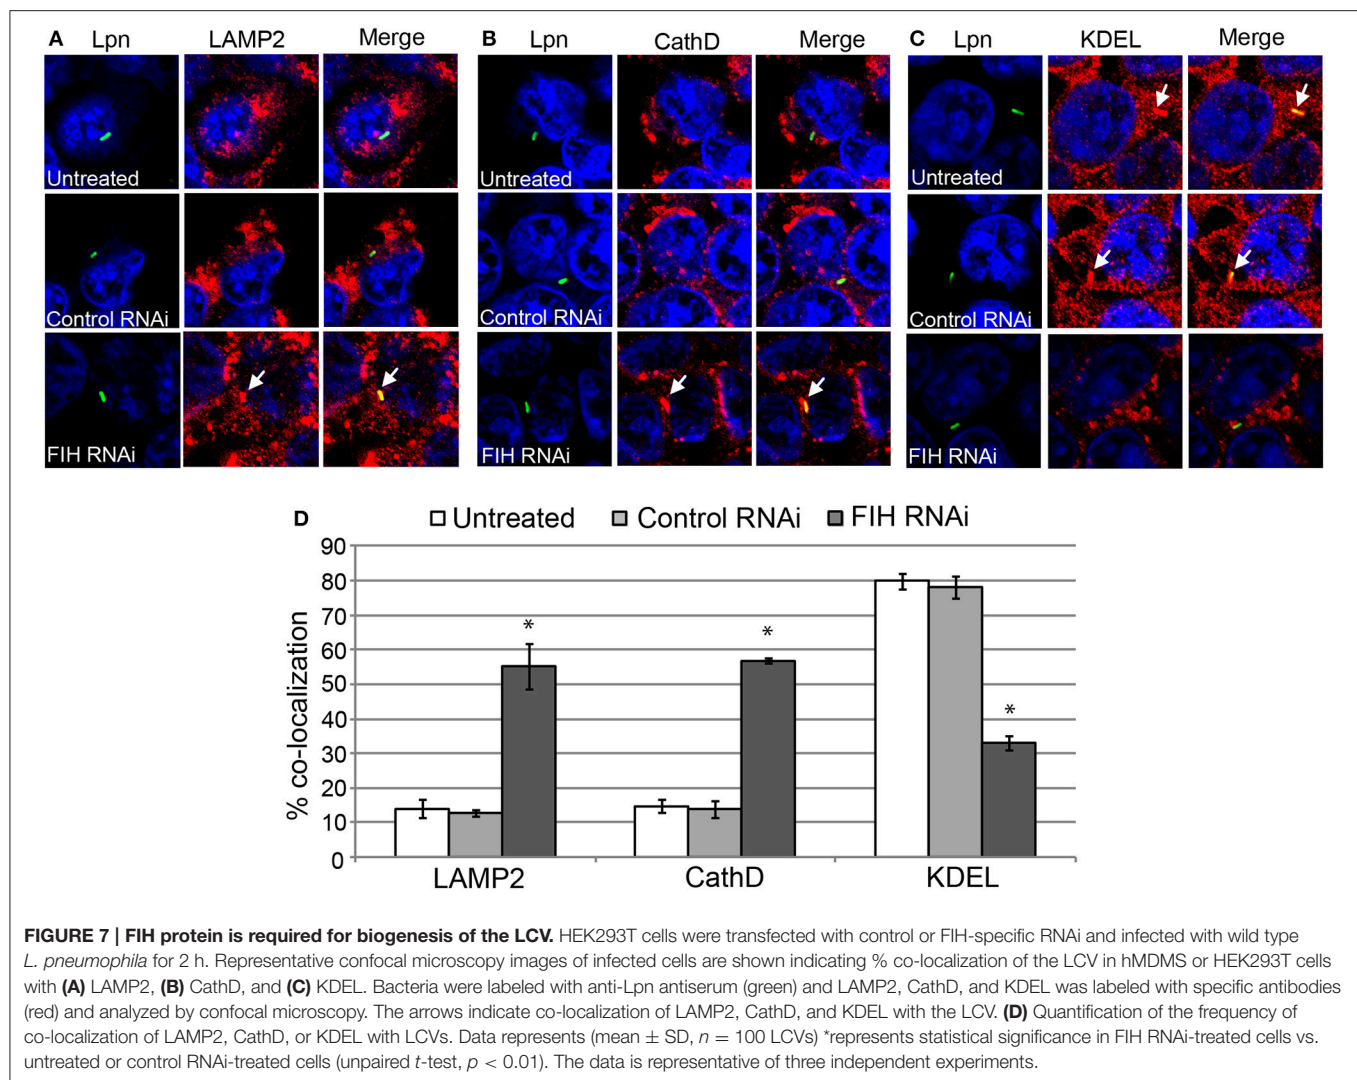 A Lpn LAMP2 Merge
B Lpn CathD Merge
C Lpn KDEL Merge
Untreated
Untreated
Untreated
Control RNAi
Control RNAi
Control RNAi
FIH RNAi
FIH RNAi
FIH RNAi
D
Untreated Control RNAi FIH RNAi
% co-localization
90
80
70
60
50
40
30
20
10
0
*
*
*
LAMP2 CathD KDEL
FIGURE 7 | FIH protein is required for biogenesis of the LCV. HEK293T cells were transfected with control or FIH-specific RNAi and infected with wild type
L. pneumophila for 2 h. Representative confocal microscopy images of infected cells are shown indicating % co-localization of the LCV in hMDMS or HEK293T cells
with (A) LAMP2, (B) CathD, and (C) KDEL. Bacteria were labeled with anti-Lpn antiserum (green) and LAMP2, CathD, and KDEL was labeled with specific antibodies
(red) and analyzed by confocal microscopy. The arrows indicate co-localization of LAMP2, CathD, and KDEL with the LCV. (D) Quantification of the frequency of
co-localization of LAMP2, CathD, or KDEL with LCVs. Data represents (mean ± SD, n = 100 LCVs) *represents statistical significance in FIH RNAi-treated cells vs.
untreated or control RNAi-treated cells (unpaired t-test, p < 0.01). The data is representative of three independent experiments.